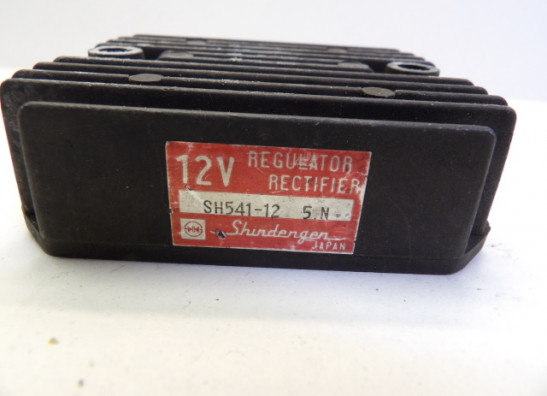 12V REGULATOR
RECTIFIER
SH541-12 5.N
Shindengen
JAPAN